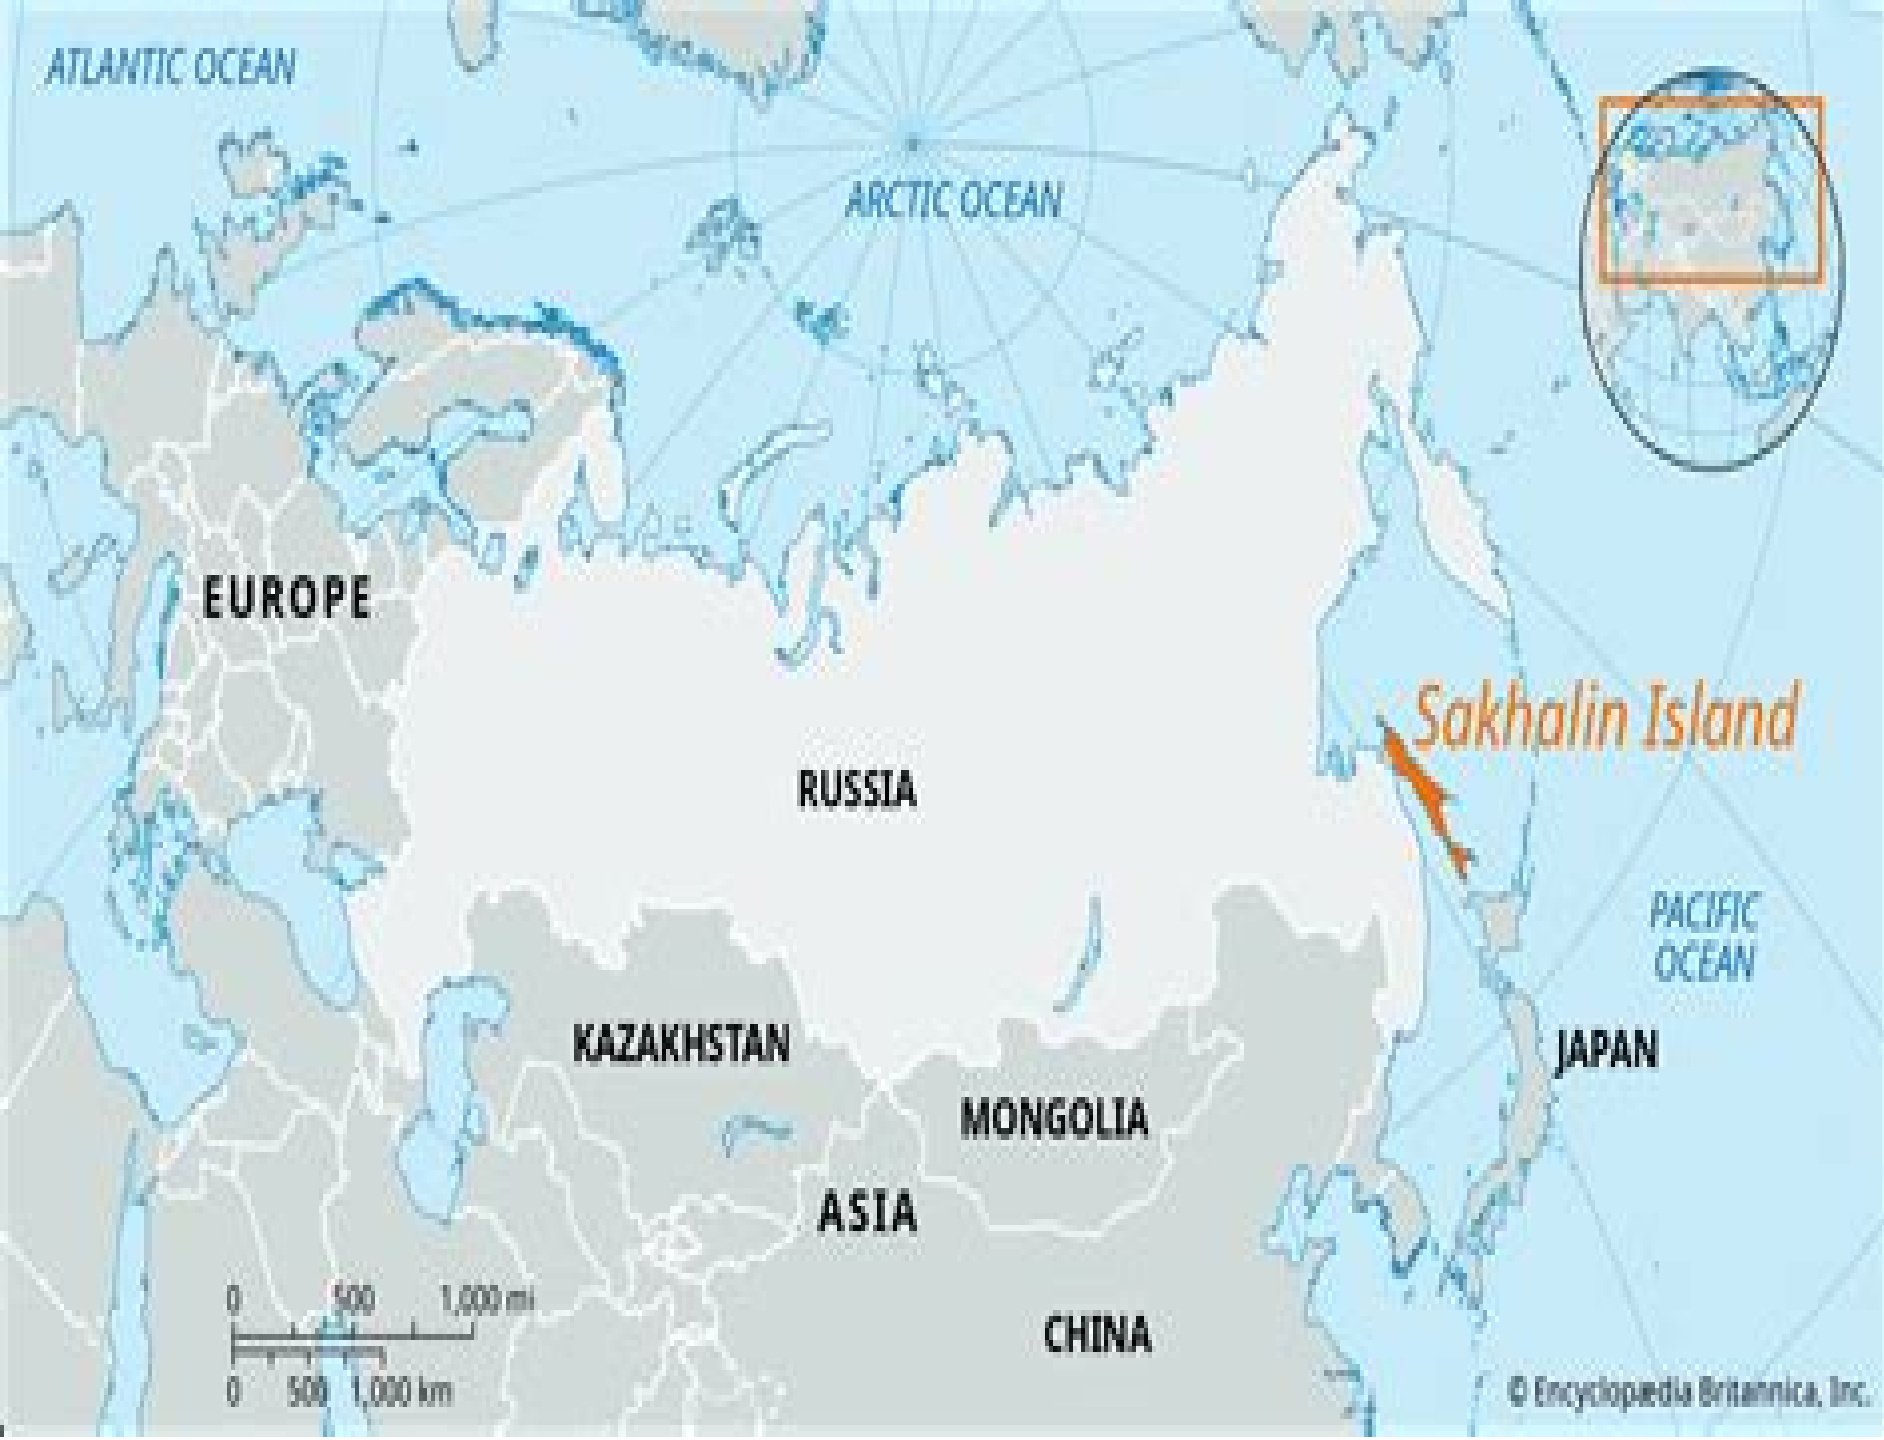 ATLANTIC OCEAN
ARCTIC OCEAN
EUROPE
Sakhalin Island
RUSSIA
PACIFIC
OCEAN
KAZAKHSTAN
JAPAN
MONGOLIA
ASIA
0 500 1,000 mi
CHINA
0 500 1,000 km
© Encyclopædia Britannica, Inc.